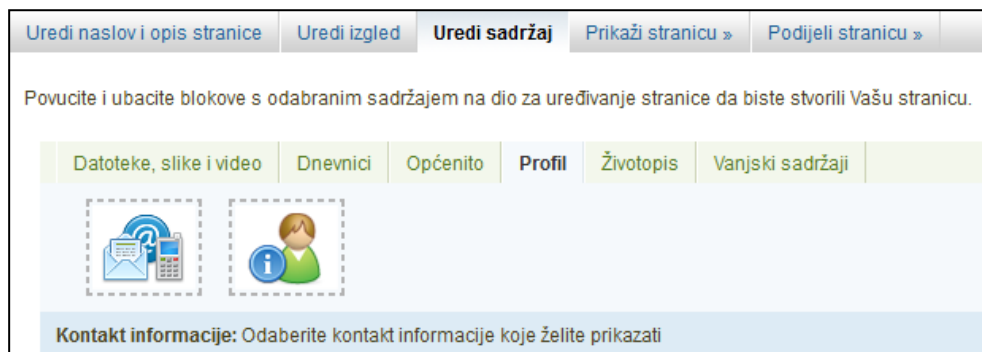 Uredi naslov i opis stranice Uredi izgled Uredi sadržaj Prikaži stranicu » Podijeli stranicu »
Povucite i ubacite blokove s odabranim sadržajem na dio za uređivanje stranice da biste stvorili Vašu stranicu.
Datoteke, slike i video Dnevnici Općenito Profil Životopis Vanjski sadržaji
Kontakt informacije: Odaberite kontakt informacije koje želite prikazati